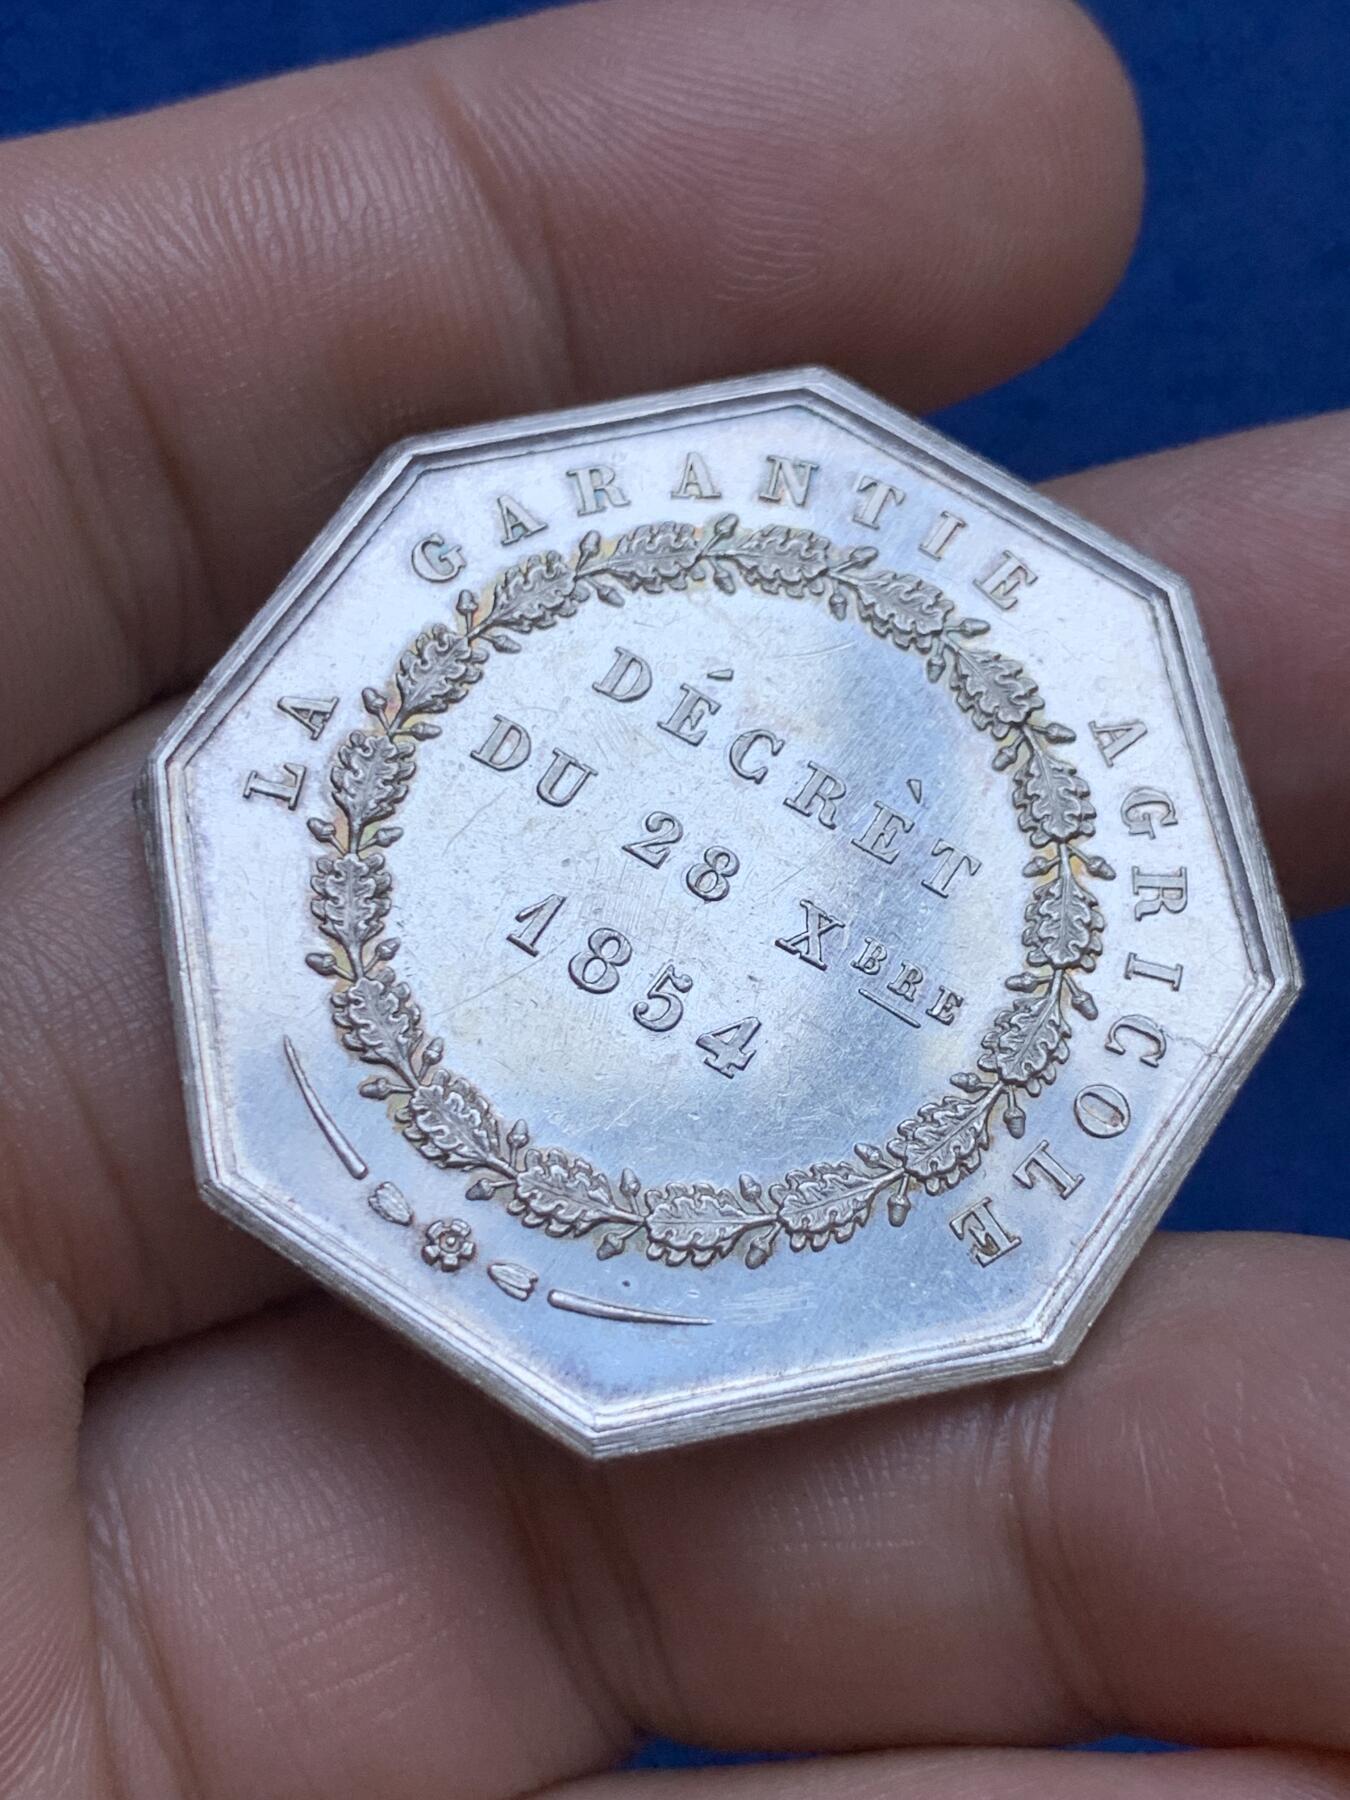 LA GARANTIE AGRICOLE
DÉCRÈT
DU 28 XBRE
1854